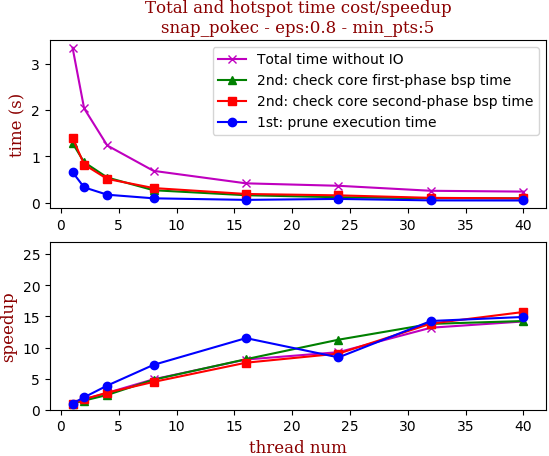 Total and hotspot time cost/speedup
snap_pokec - eps:0.8 - min_pts:5
time (s)
3
2
1
0
Total time without IO
2nd: check core first-phase bsp time
2nd: check core second-phase bsp time
1st: prune execution time
0 5 10 15 20 25 30 35 40
speedup
25
20
15
10
5
0
0 5 10 15 20 25 30 35 40
thread num